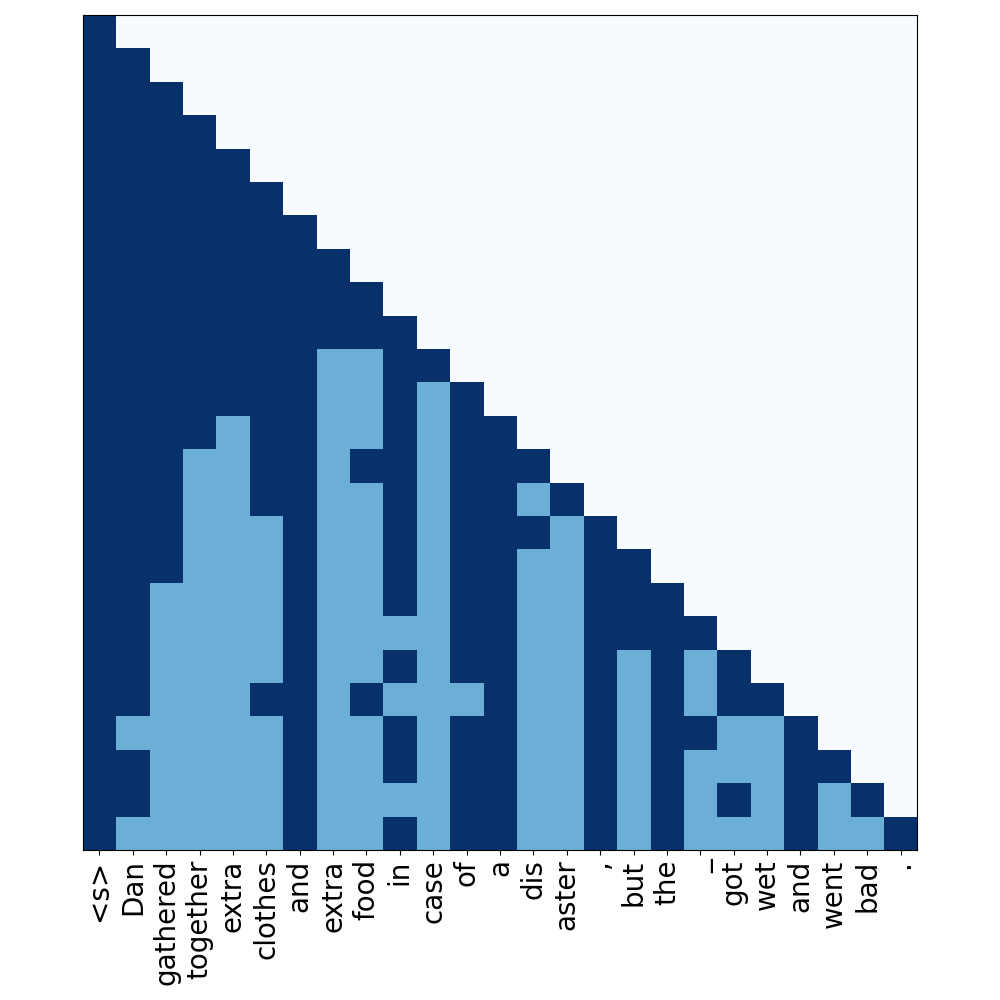 <s> Dan gathered together extra clothes and extra food in case of a dis aster , but the _ got wet and went bad .